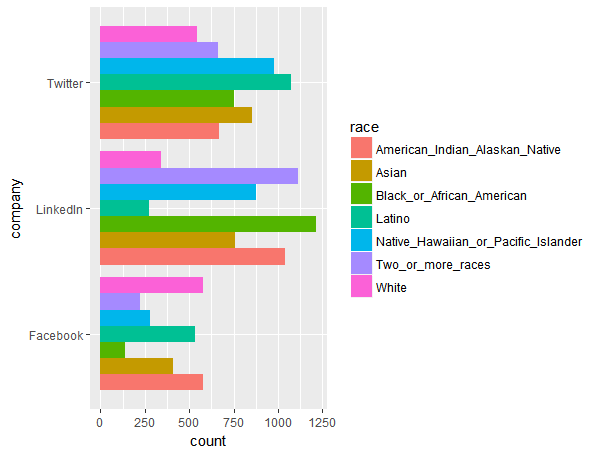 company
Twitter
LinkedIn
Facebook
0 250 500 750 1000 1250
count
race
American_Indian_Alaskan_Native
Asian
Black_or_African_American
Latino
Native_Hawaiian_or_Pacific_Islander
Two_or_more_races
White